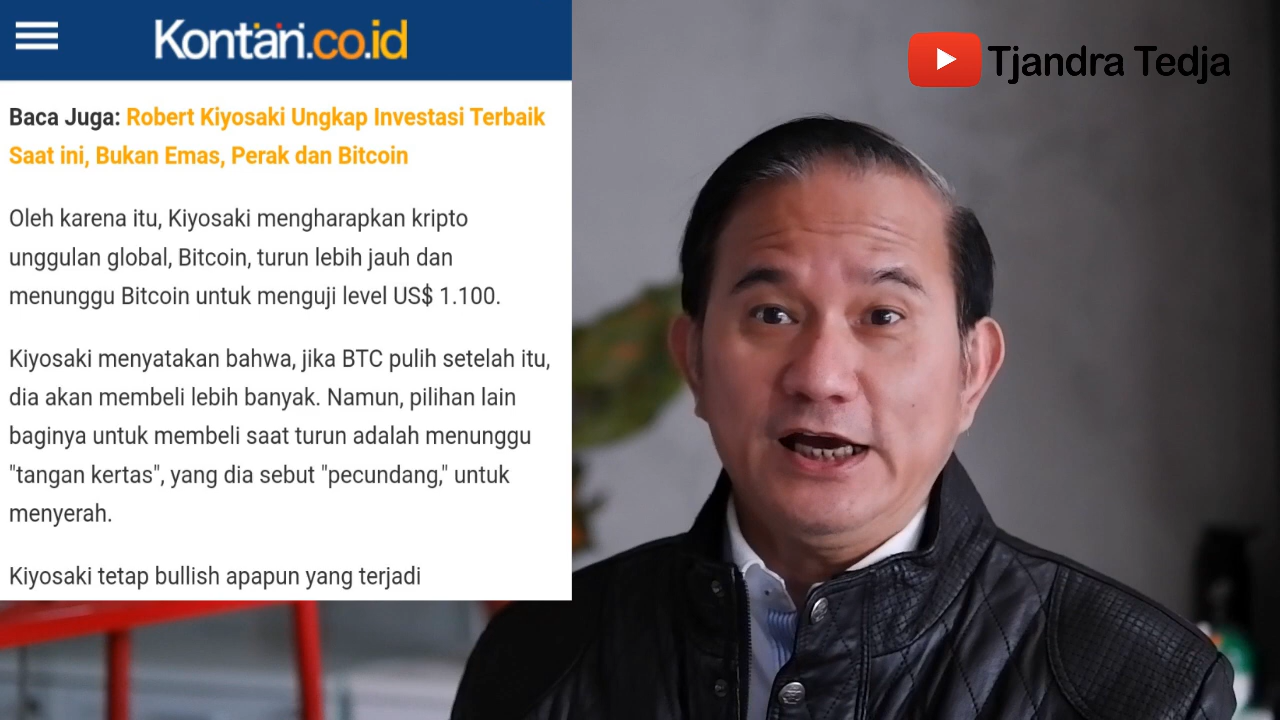 Kontan.co.id
Tjandra Tedja
Baca Juga: Robert Kiyosaki Ungkap Investasi Terbaik
Saat ini, Bukan Emas, Perak dan Bitcoin
Oleh karena itu, Kiyosaki mengharapkan kripto
unggulan global, Bitcoin, turun lebih jauh dan
menunggu Bitcoin untuk menguji level US$ 1.100.
Kiyosaki menyatakan bahwa, jika BTC pulih setelah itu,
dia akan membeli lebih banyak. Namun, pilihan lain
baginya untuk membeli saat turun adalah menunggu
"tangan kertas", yang dia sebut "pecundang," untuk
menyerah.
Kiyosaki tetap bullish apapun yang terjadi